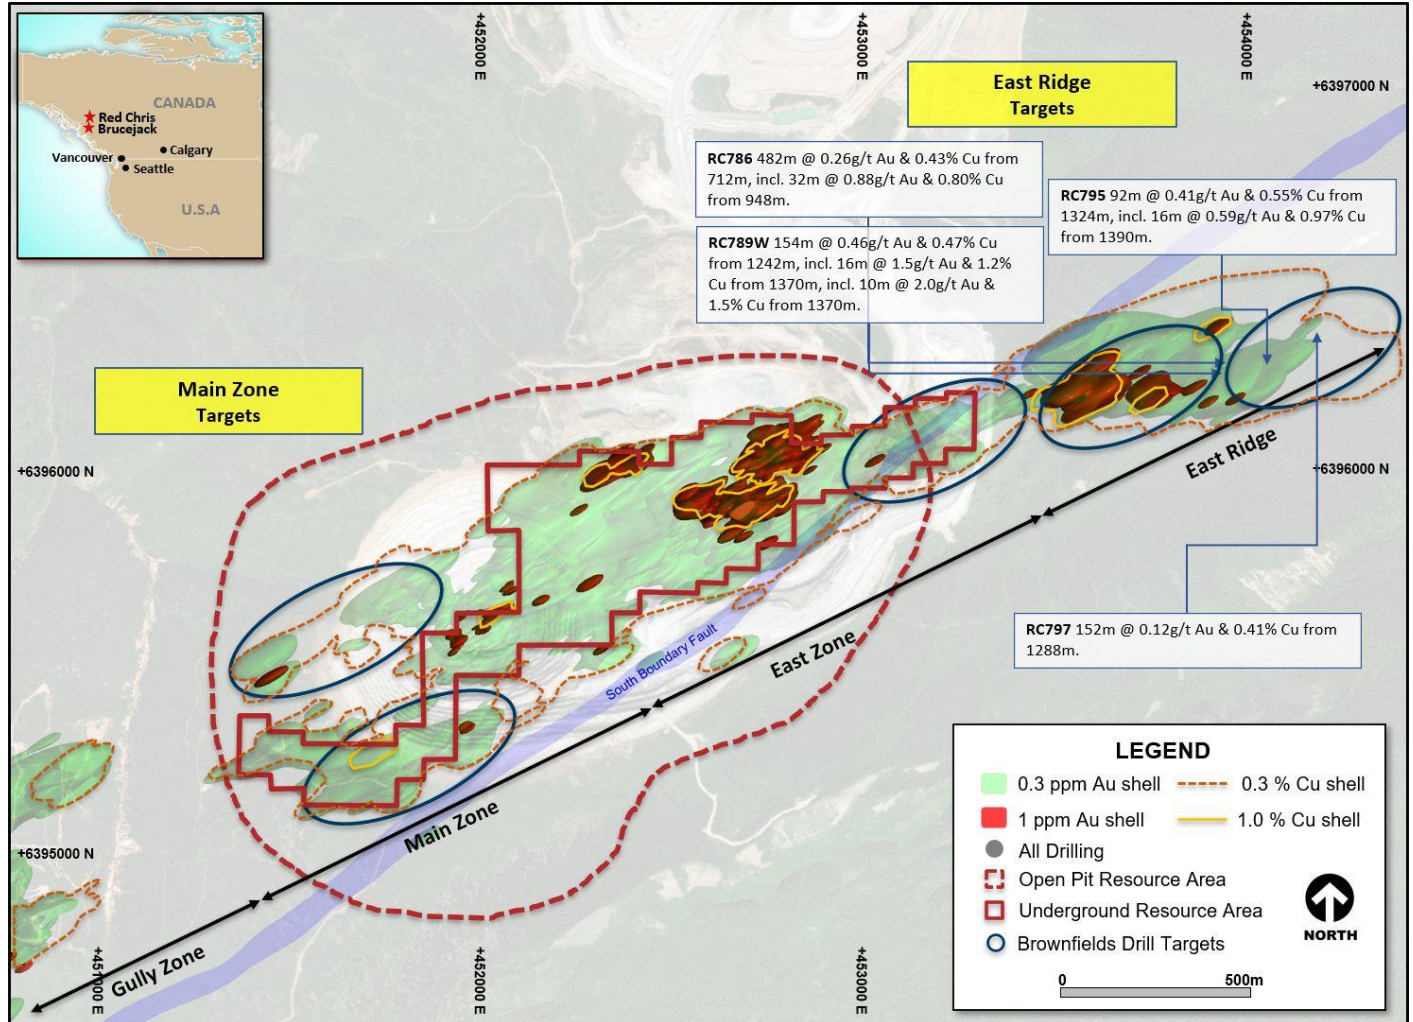 CANADA
Red Chris
Brucejack
Vancouver
Calgary
Seattle
U.S.A
+452000 E
+453000 E
+454000 E
+6397000 N
East Ridge
Targets
RC786 482m @ 0.26g/t Au & 0.43% Cu from
712m, incl. 32m @ 0.88g/t Au & 0.80% Cu
from 948m.
RC789W 154m @ 0.46g/t Au & 0.47% Cu
from 1242m, incl. 16m @ 1.5g/t Au & 1.2%
Cu from 1370m, incl. 10m @ 2.0g/t Au &
1.5% Cu from 1370m.
RC795 92m @ 0.41g/t Au & 0.55% Cu from
1324m, incl. 16m @ 0.59g/t Au & 0.97% Cu
from 1390m.
Main Zone
Targets
+6396000 N
+6396000 N
East Ridge
RC797 152m @ 0.12g/t Au & 0.41% Cu from
1288m.
East Zone
South Boundary Fault
Main Zone
+6395000 N
Gully Zone
+451000 E
+452000 E
+453000 E
LEGEND
0.3 ppm Au shell
0.3 % Cu shell
1 ppm Au shell
1.0 % Cu shell
All Drilling
Open Pit Resource Area
Underground Resource Area
Brownfields Drill Targets
NORTH
0
500m